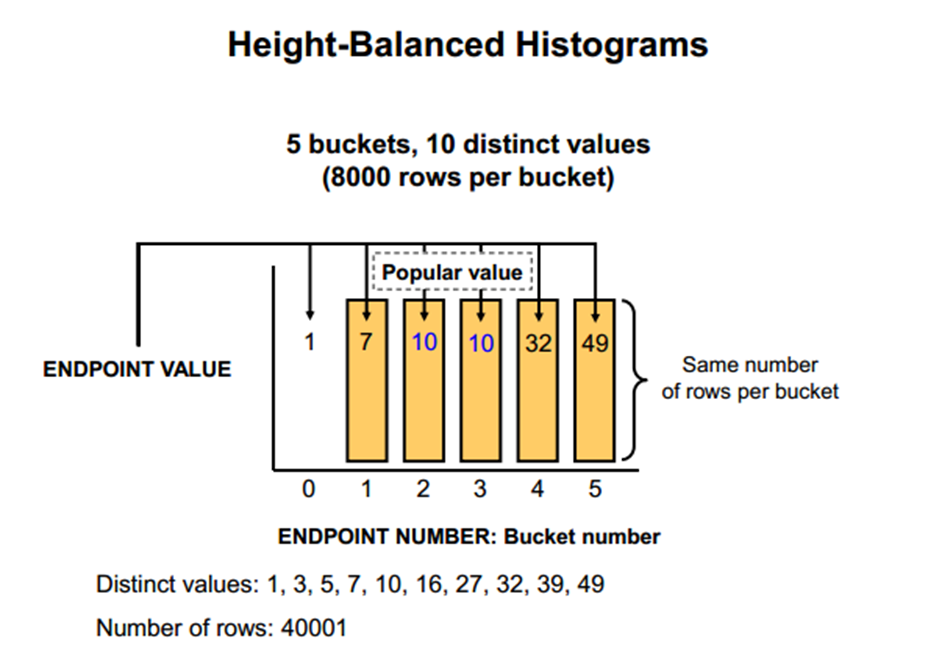 Height-Balanced Histograms
5 buckets, 10 distinct values
(8000 rows per bucket)
Popular value
1 7 10 10 32 49
ENDPOINT VALUE
Same number
of rows per bucket
0 1 2 3 4 5
ENDPOINT NUMBER: Bucket number
Distinct values: 1, 3, 5, 7, 10, 16, 27, 32, 39, 49
Number of rows: 40001